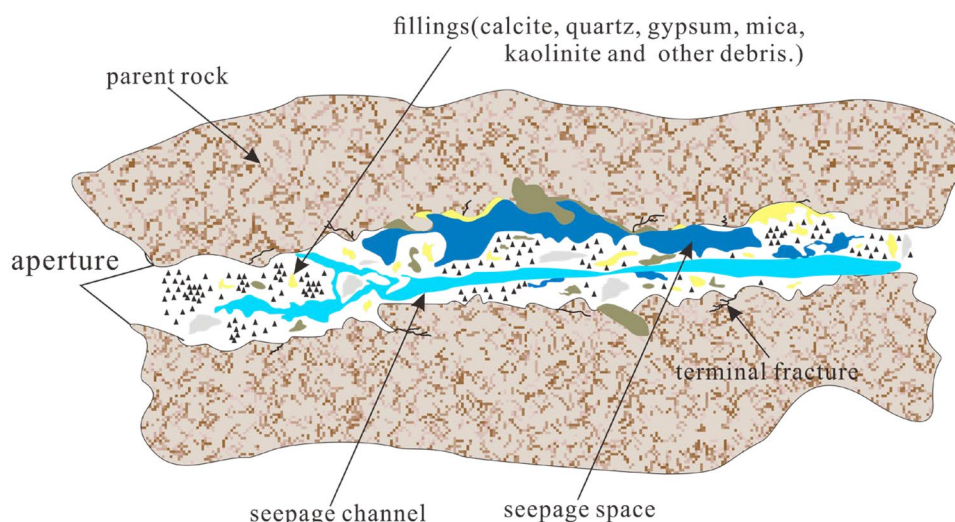 fillings(calcite, quartz, gypsum, mica,
kaolinite and other debris.)
parent rock
aperture
terminal fracture
seepage channel
seepage space